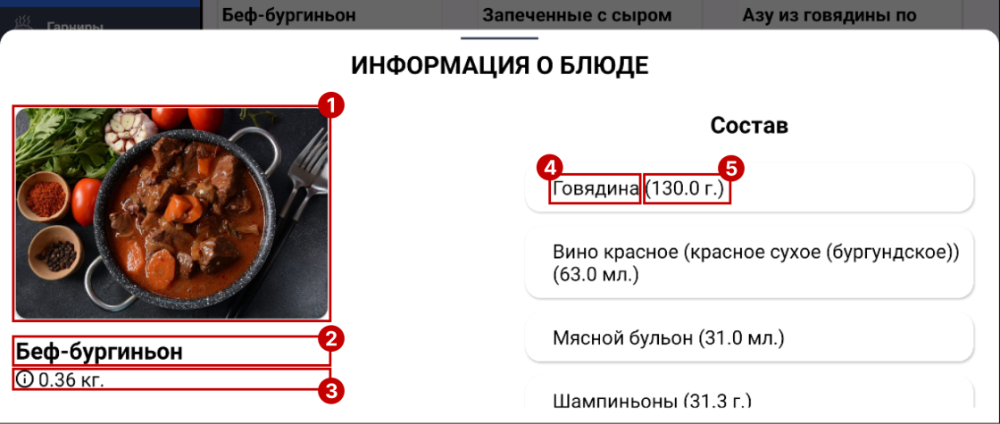 Беф-бургиньон
Запеченные с сыром
Азу из говядины по
Гарниры
ИНФОРМАЦИЯ О БЛЮДЕ
1
Состав
4
5
Говядина (130.0 г.)
Вино красное (красное сухое (бургундское))
(63.0 мл.)
2
Беф-бургиньон
Мясной бульон (31.0 мл.)
0.36 кг.
3
Шампиньоны (31.3 г.)